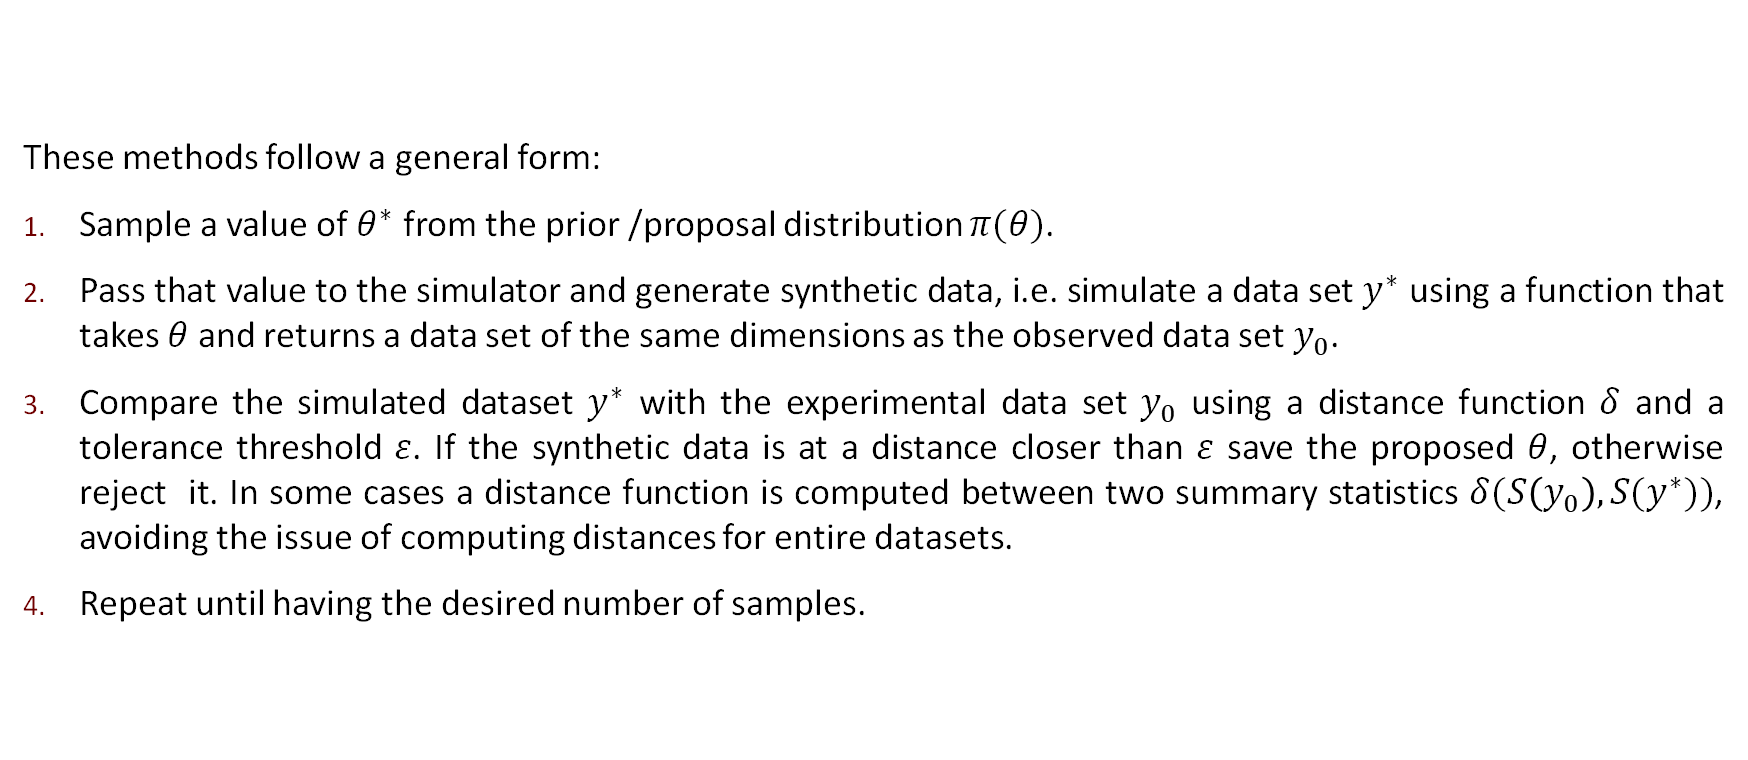 These methods follow a general form:
1. Sample a value of θ* from the prior /proposal distribution π(θ).
2. Pass that value to the simulator and generate synthetic data, i.e. simulate a data set y* using a function that
takes θ and returns a data set of the same dimensions as the observed data set y₀.
3. Compare the simulated dataset y* with the experimental data set y₀ using a distance function δ and a
tolerance threshold ε. If the synthetic data is at a distance closer than ε save the proposed θ, otherwise
reject it. In some cases a distance function is computed between two summary statistics δ(S(y₀), S(y*)),
avoiding the issue of computing distances for entire datasets.
4. Repeat until having the desired number of samples.